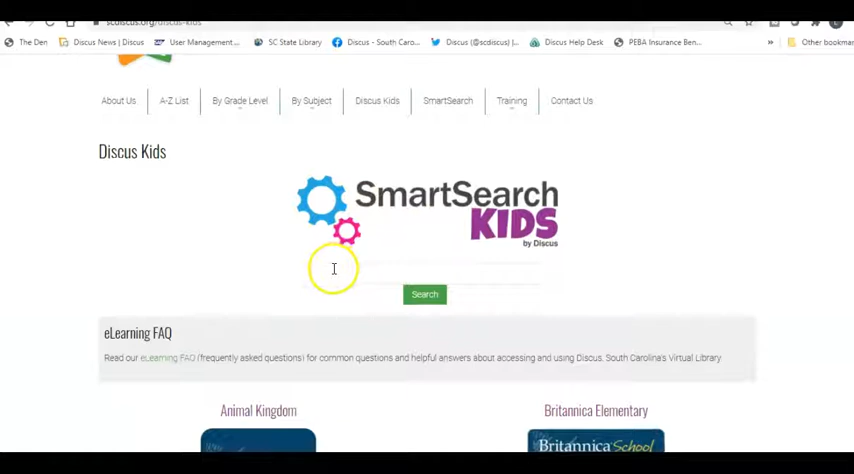 scdiscus.org/discus-kids
The Den Discus News | Discus User Management... SC State Library Discus - South Caro... Discus (@scdiscus) |... Discus Help Desk PEBA Insurance Ben... » Other bookmar
About Us A-Z List By Grade Level By Subject Discus Kids SmartSearch Training Contact Us
Discus Kids
SmartSearch
KIDS
by Discus
Search
eLearning FAQ
Read our eLearning FAQ (frequently asked questions) for common questions and helpful answers about accessing and using Discus, South Carolina's Virtual Library
Animal Kingdom Britannica Elementary
Britannica School